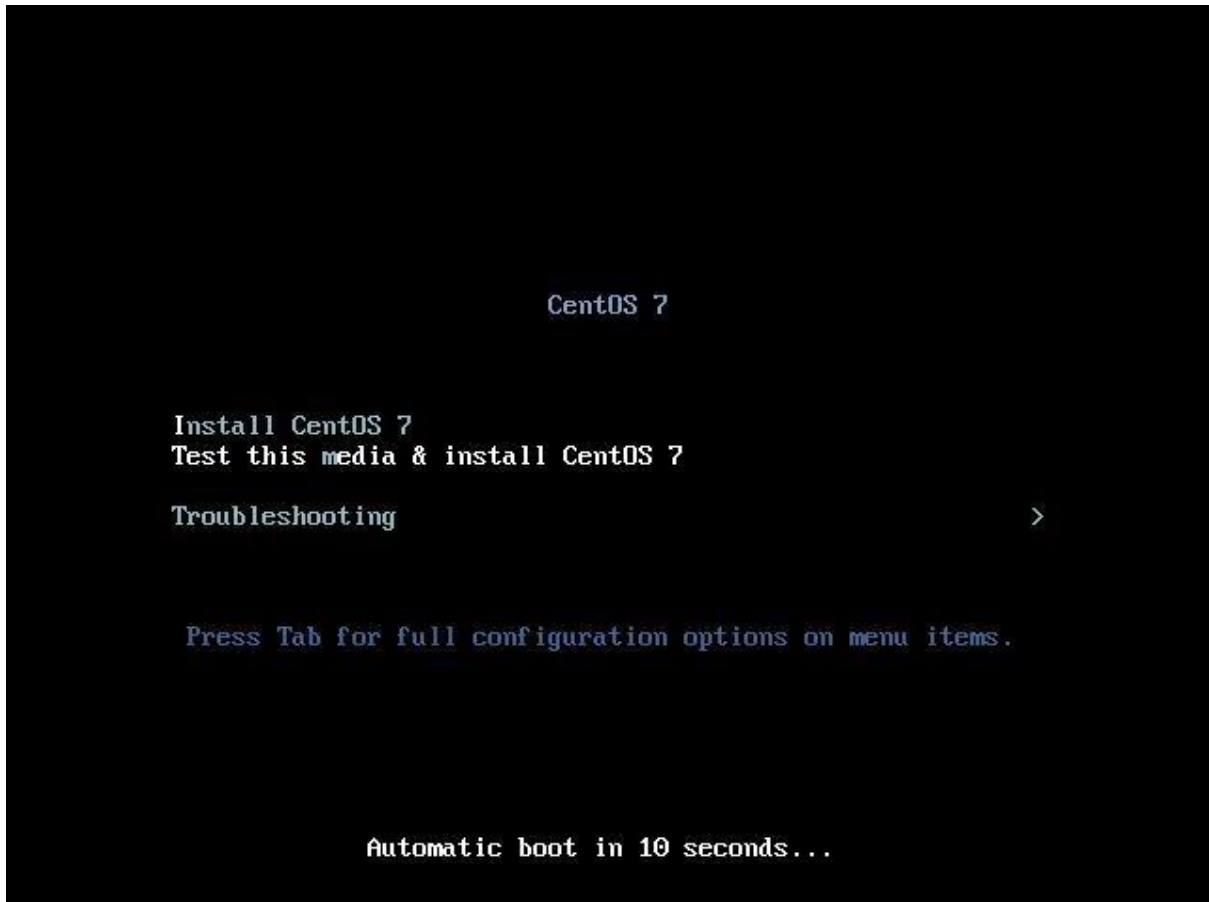 CentOS 7
Install CentOS 7
Test this media & install CentOS 7
Troubleshooting >
Press Tab for full configuration options on menu items.
Automatic boot in 10 seconds...